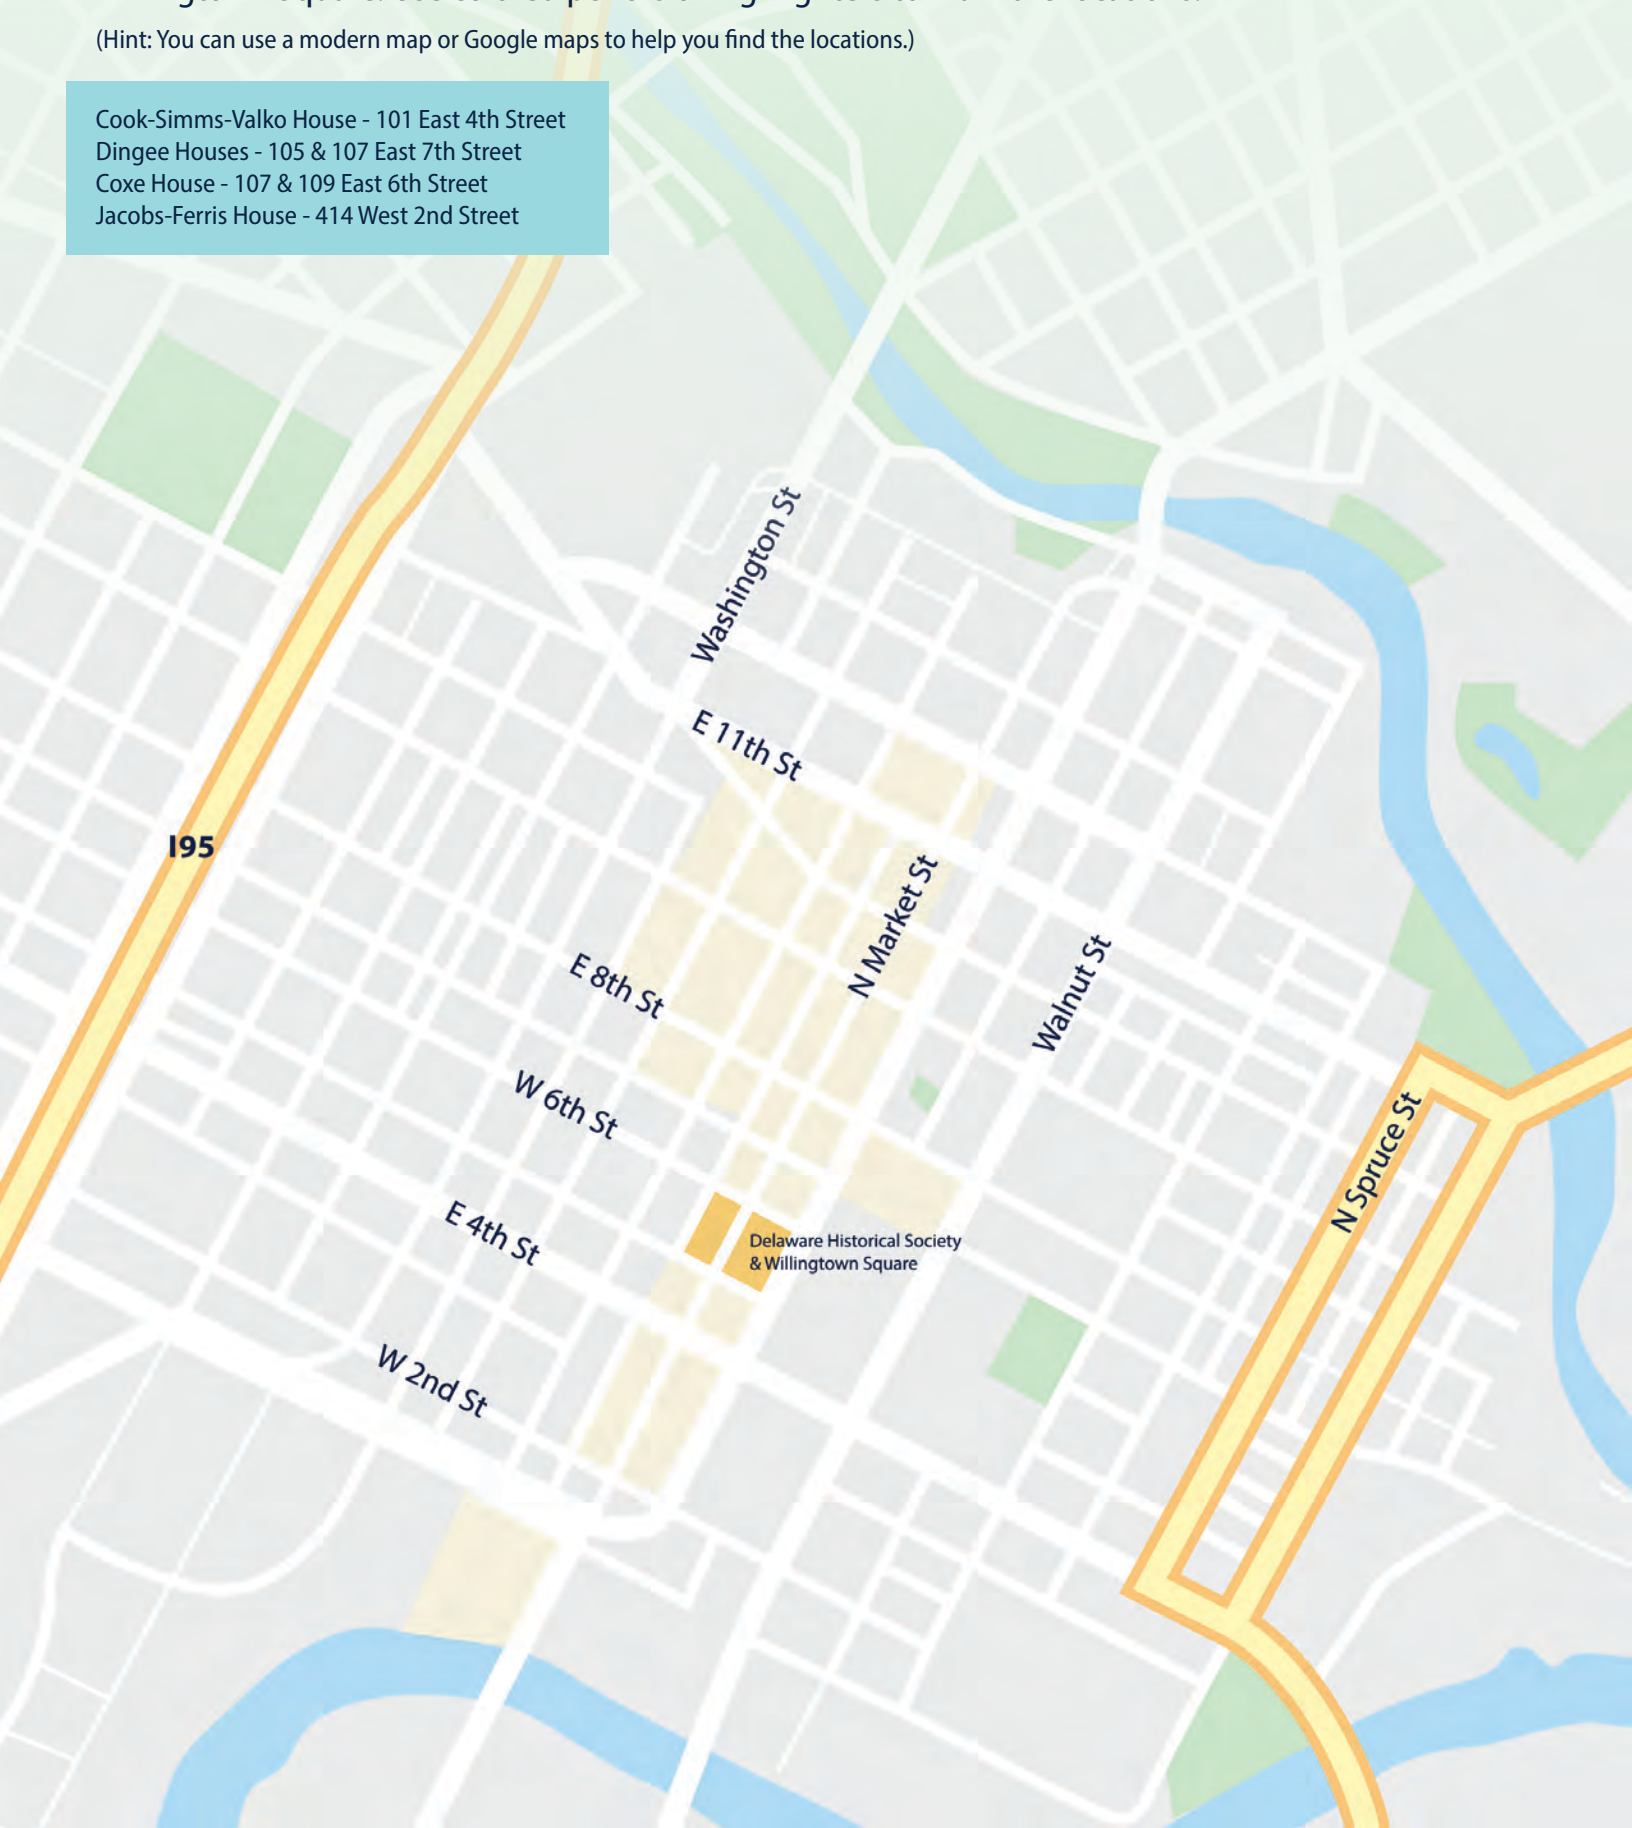 (Hint: You can use a modern map or Google maps to help you find the locations.)
Cook-Simms-Valko House - 101 East 4th Street
Dingee Houses - 105 & 107 East 7th Street
Coxe House - 107 & 109 East 6th Street
Jacobs-Ferris House - 414 West 2nd Street
Washington St
E 11th St
I95
N Market St
Walnut St
E 8th St
W 6th St
N Spruce St
E 4th St
Delaware Historical Society
& Willingtown Square
W 2nd St